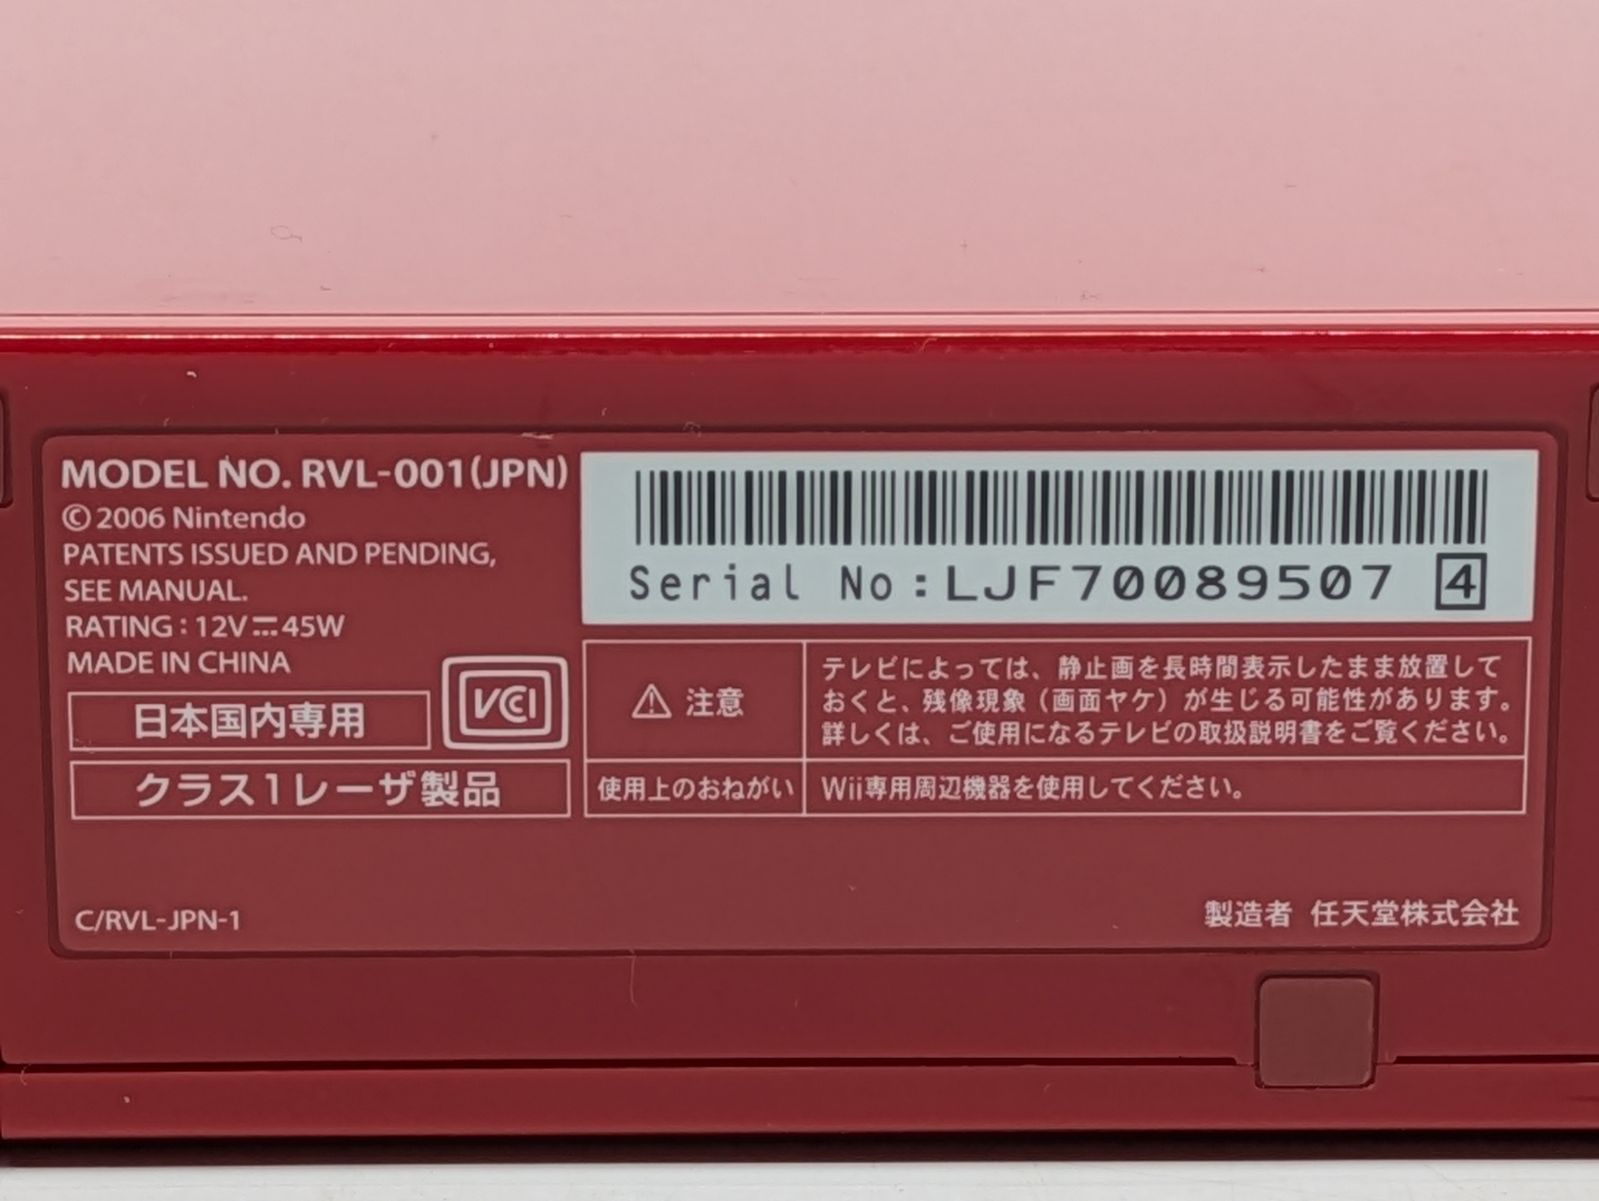 MODEL NO. RVL-001(JPN)
©2006 Nintendo
PATENTS ISSUED AND PENDING,
SEE MANUAL.
RATING : 12V⎓45W
MADE IN CHINA
日本国内専用
VCCI
クラス1レーザ製品
C/RVL-JPN-1
Serial No:LJF70089507 4
⚠ 注意
テレビによっては、静止画を長時間表示したまま放置して
おくと、残像現象（画面ヤケ）が生じる可能性があります。
詳しくは、ご使用になるテレビの取扱説明書をご覧ください。
使用上のおねがい
Wii専用周辺機器を使用してください。
製造者 任天堂株式会社